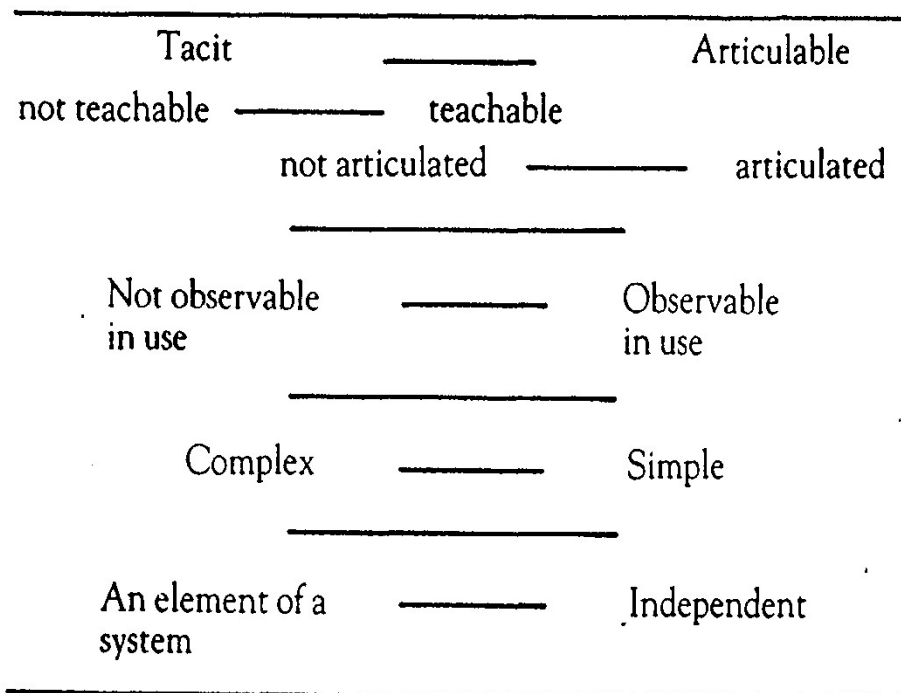 Tacit Articulable
not teachable teachable
not articulated articulated
Not observable Observable
in use in use
Complex Simple
An element of a Independent
system